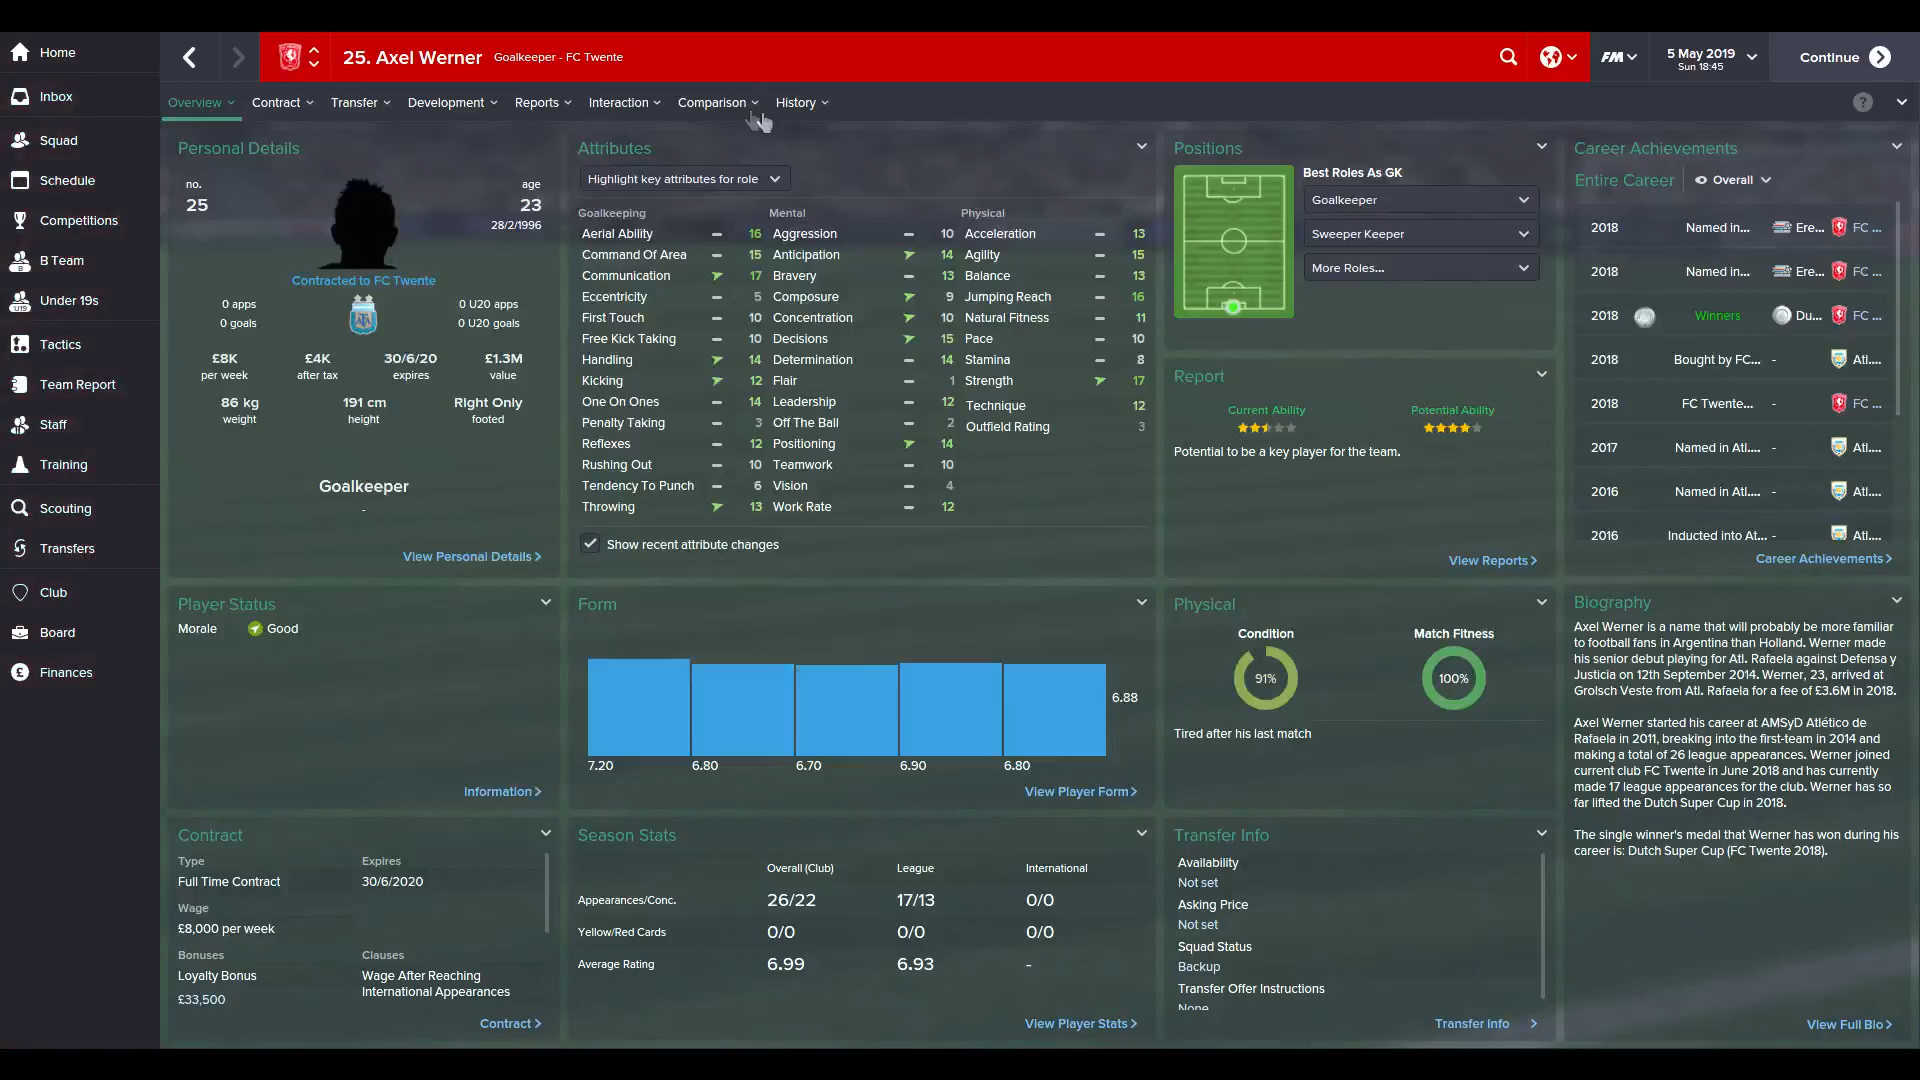 Home
Inbox
Squad
Schedule
Competitions
B Team
Under 19s
Tactics
Team Report
Staff
Training
Scouting
Transfers
Club
Board
Finances
25. Axel Werner Goalkeeper - FC Twente
FM
5 May 2019
Sun 18:45
Continue
Overview Contract Transfer Development Reports Interaction Comparison History
Personal Details
no.
25
age
23
28/2/1996
Contracted to FC Twente
0 apps
0 goals
0 U20 apps
0 U20 goals
£8K £4K 30/6/20 £1.3M
per week after tax expires value
86 kg 191 cm Right Only
weight height footed
Goalkeeper
-
View Personal Details
Attributes
Highlight key attributes for role
Goalkeeping Mental Physical
Aerial Ability 16 Aggression 10 Acceleration 13
Command Of Area 15 Anticipation 14 Agility 15
Communication 17 Bravery 13 Balance 13
Eccentricity 5 Composure 9 Jumping Reach 16
First Touch 10 Concentration 10 Natural Fitness 11
Free Kick Taking 10 Decisions 15 Pace 10
Handling 14 Determination 14 Stamina 8
Kicking 12 Flair 1 Strength 17
One On Ones 14 Leadership 12 Technique 12
Penalty Taking 3 Off The Ball 2 Outfield Rating 3
Reflexes 12 Positioning 14
Rushing Out 10 Teamwork 10
Tendency To Punch 6 Vision 4
Throwing 13 Work Rate 12
Show recent attribute changes
Positions
Best Roles As GK
Goalkeeper
Sweeper Keeper
More Roles...
Report
Current Ability Potential Ability
Potential to be a key player for the team.
View Reports
Career Achievements
Entire Career Overall
2018 Named in... Ere... FC ...
2018 Named in... Ere... FC ...
2018 Winners Du... FC ...
2018 Bought by FC... - Atl....
2018 FC Twente... - FC ...
2017 Named in Atl.... - Atl....
2016 Named in Atl.... - Atl....
2016 Inducted into At... - Atl....
Career Achievements
Player Status
Morale Good
Information
Form
6.88
7.20 6.80 6.70 6.90 6.80
View Player Form
Physical
Condition Match Fitness
91% 100%
Tired after his last match
Biography
Axel Werner is a name that will probably be more familiar
to football fans in Argentina than Holland. Werner made
his senior debut playing for Atl. Rafaela against Defensa y
Justicia on 12th September 2014. Werner, 23, arrived at
Grolsch Veste from Atl. Rafaela for a fee of £3.6M in 2018.
Axel Werner started his career at AMSyD Atlético de
Rafaela in 2011, breaking into the first-team in 2014 and
making a total of 26 league appearances. Werner joined
current club FC Twente in June 2018 and has currently
made 17 league appearances for the club. Werner has so
far lifted the Dutch Super Cup in 2018.
The single winner's medal that Werner has won during his
career is: Dutch Super Cup (FC Twente 2018).
View Full Bio
Contract
Type Expires
Full Time Contract 30/6/2020
Wage
£8,000 per week
Bonuses Clauses
Loyalty Bonus Wage After Reaching
£33,500 International Appearances
Contract
Season Stats
Overall (Club) League International
Appearances/Conc. 26/22 17/13 0/0
Yellow/Red Cards 0/0 0/0 0/0
Average Rating 6.99 6.93 -
View Player Stats
Transfer Info
Availability
Not set
Asking Price
Not set
Squad Status
Backup
Transfer Offer Instructions
None
Transfer Info